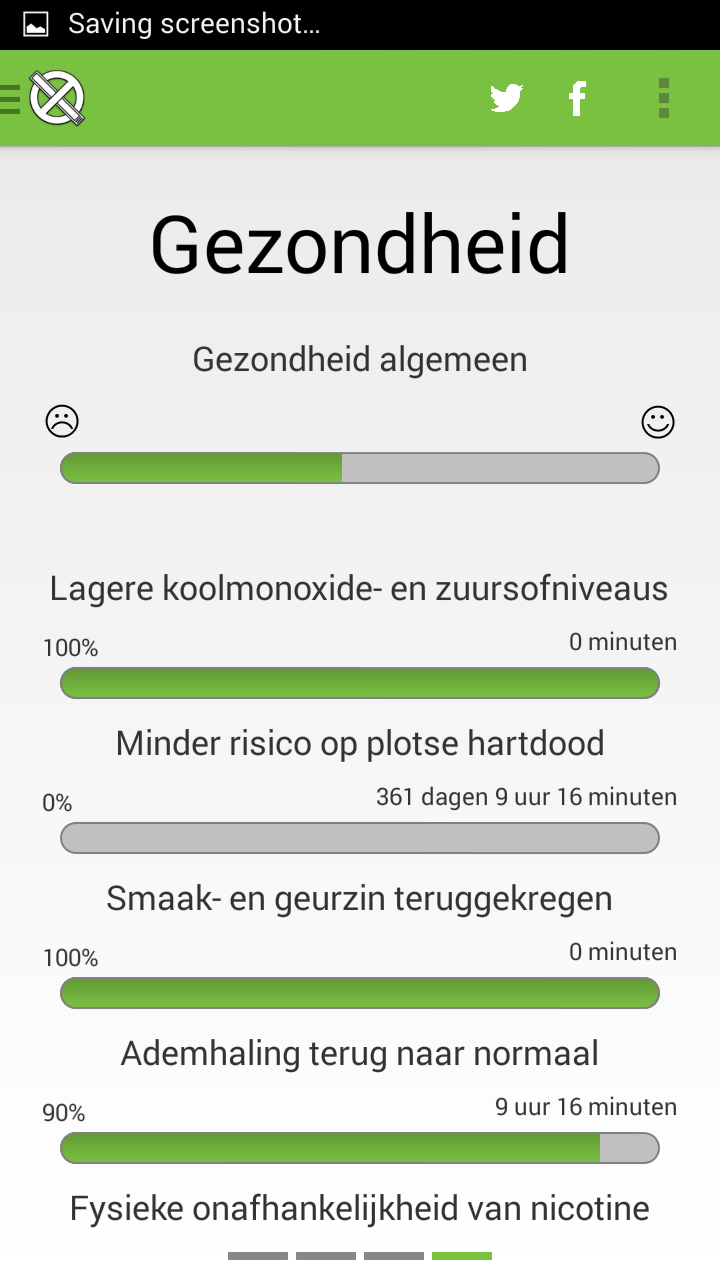 Saving screenshot...
Gezondheid
Gezondheid algemeen
Lagere koolmonoxide- en zuursofniveaus
100%
0 minuten
Minder risico op plotse hartdood
0%
361 dagen 9 uur 16 minuten
Smaak- en geurzin teruggekregen
100%
0 minuten
Ademhaling terug naar normaal
90%
9 uur 16 minuten
Fysieke onafhankelijkheid van nicotine